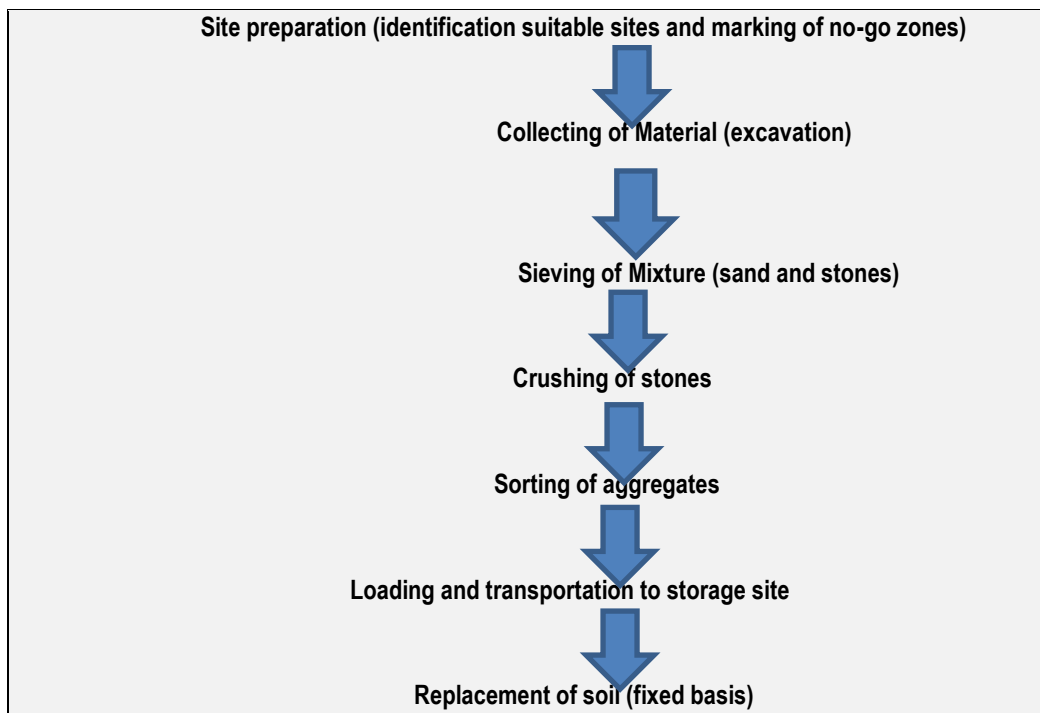 Site preparation (identification suitable sites and marking of no-go zones)
Collecting of Material (excavation)
Sieving of Mixture (sand and stones)
Crushing of stones
Sorting of aggregates
Loading and transportation to storage site
Replacement of soil (fixed basis)